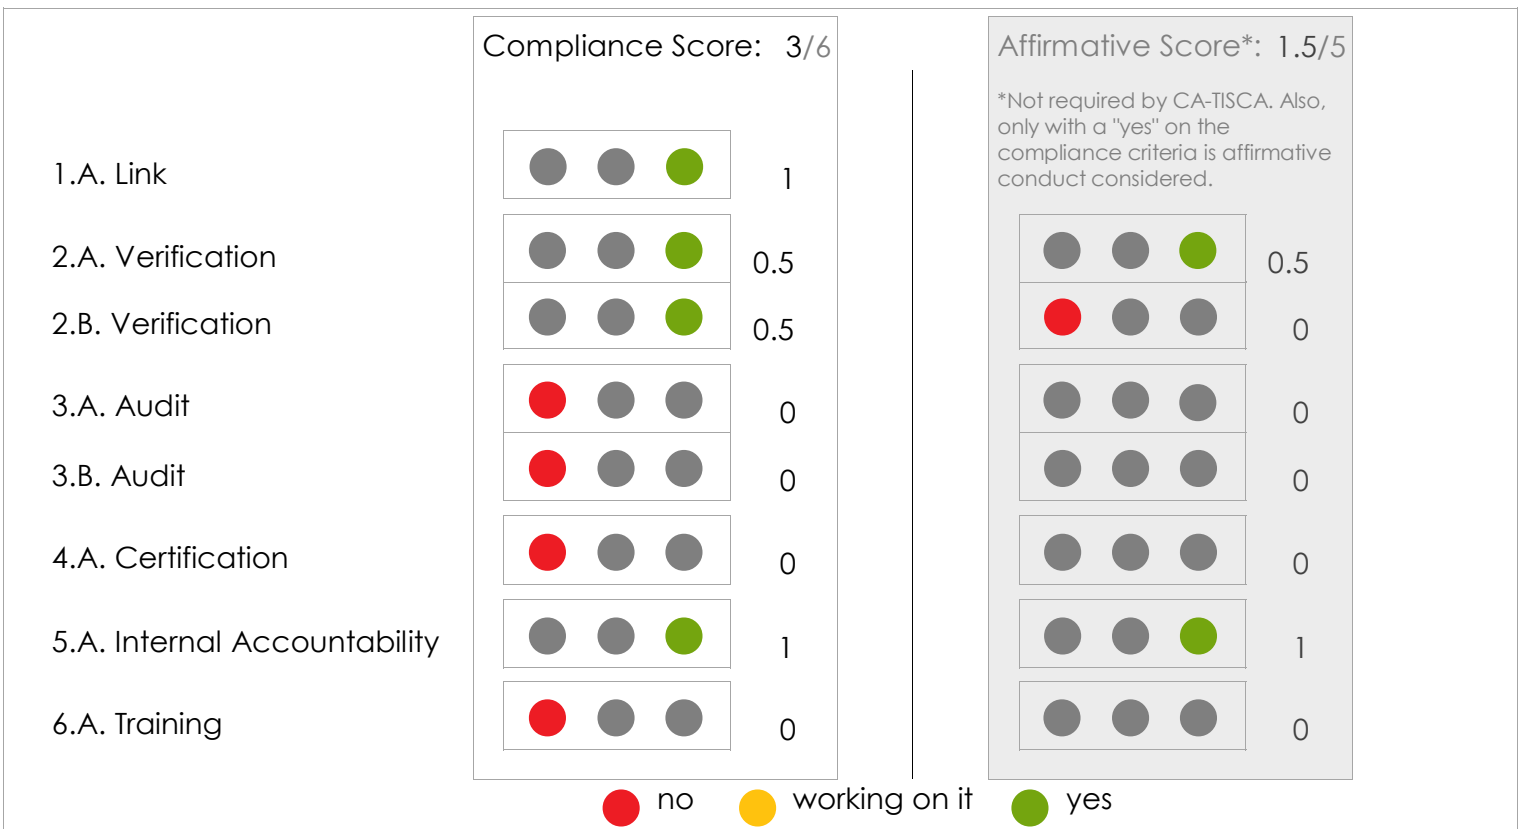 Compliance Score: 3/6
Affirmative Score*: 1.5/5
*Not required by CA-TISCA. Also,
only with a "yes" on the
compliance criteria is affirmative
conduct considered.
1.A. Link 1
2.A. Verification 0.5 0.5
2.B. Verification 0.5 0
3.A. Audit 0 0
3.B. Audit 0 0
4.A. Certification 0 0
5.A. Internal Accountability 1 1
6.A. Training 0 0
no working on it yes